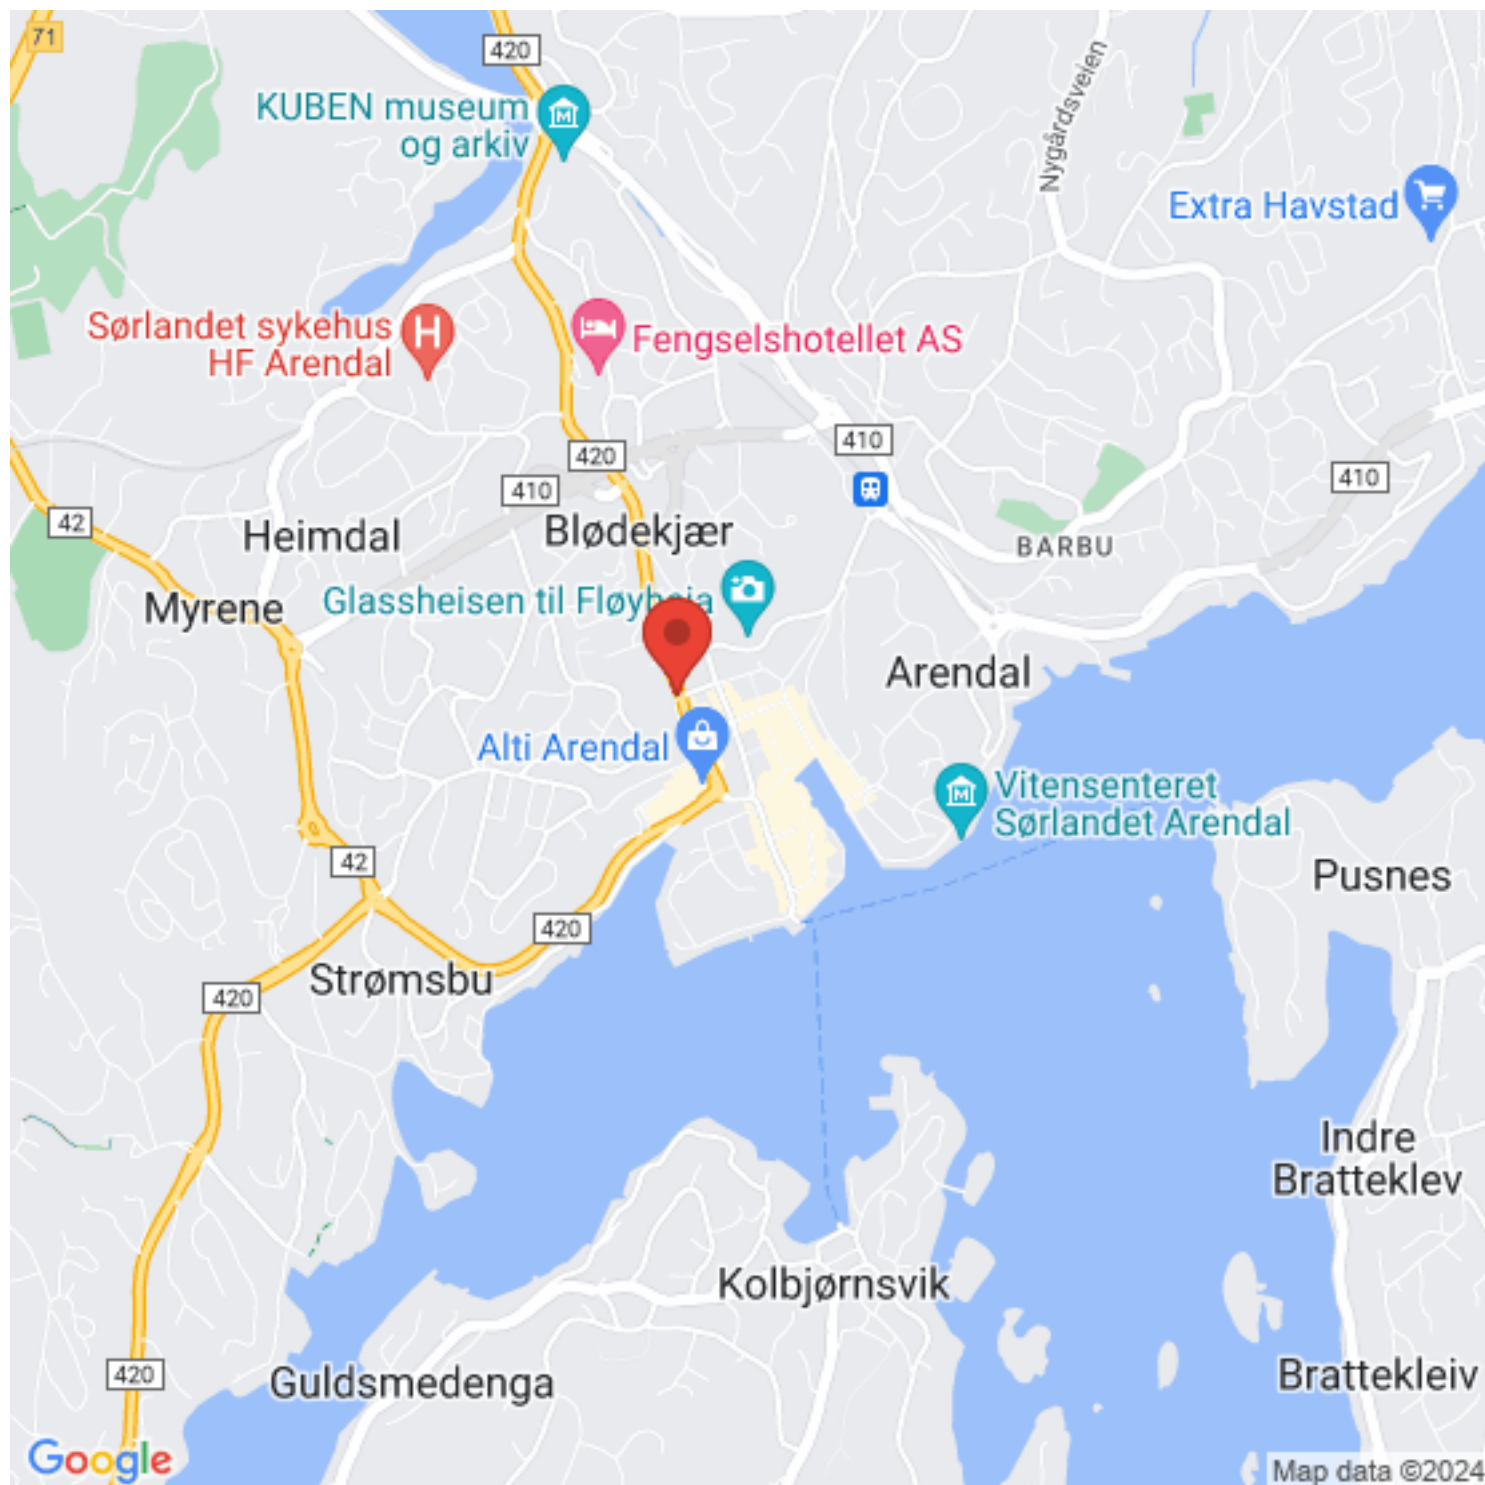 71
420
KUBEN museum
og arkiv
Nygårdsveien
Extra Havstad
Sørlandet sykehus
HF Arendal
Fengselshotellet AS
410
420
410
410
42
Heimdal
Blødekjær
BARBU
Myrene
Glassheisen til Fløyheia
Arendal
Alti Arendal
Vitensenteret
Sørlandet Arendal
42
Pusnes
420
Strømsbu
420
Indre
Bratteklev
Kolbjørnsvik
420
Guldsmedenga
Brattekleiv
Google
Map data ©2024